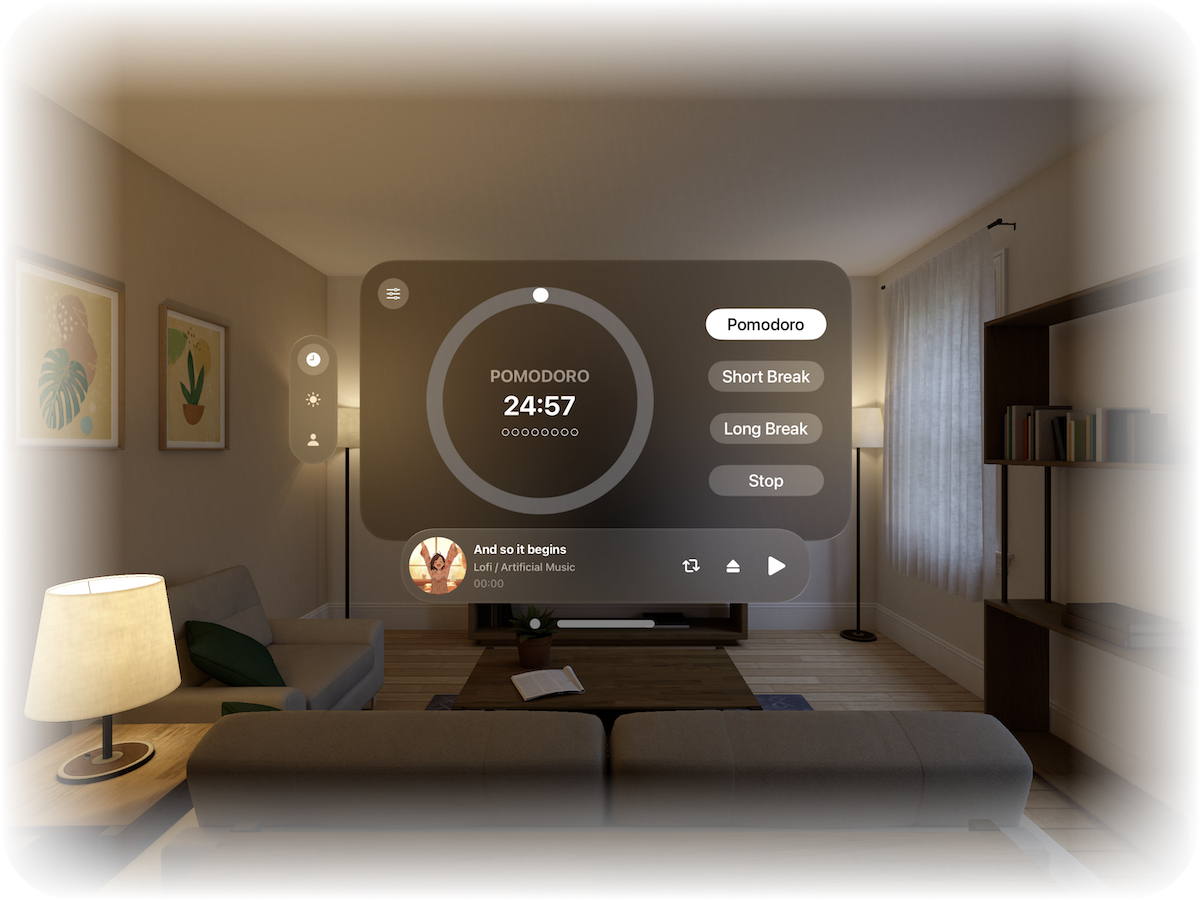 POMODORO
24:57
Pomodoro
Short Break
Long Break
Stop
And so it begins
Lofi / Artificial Music
00:00